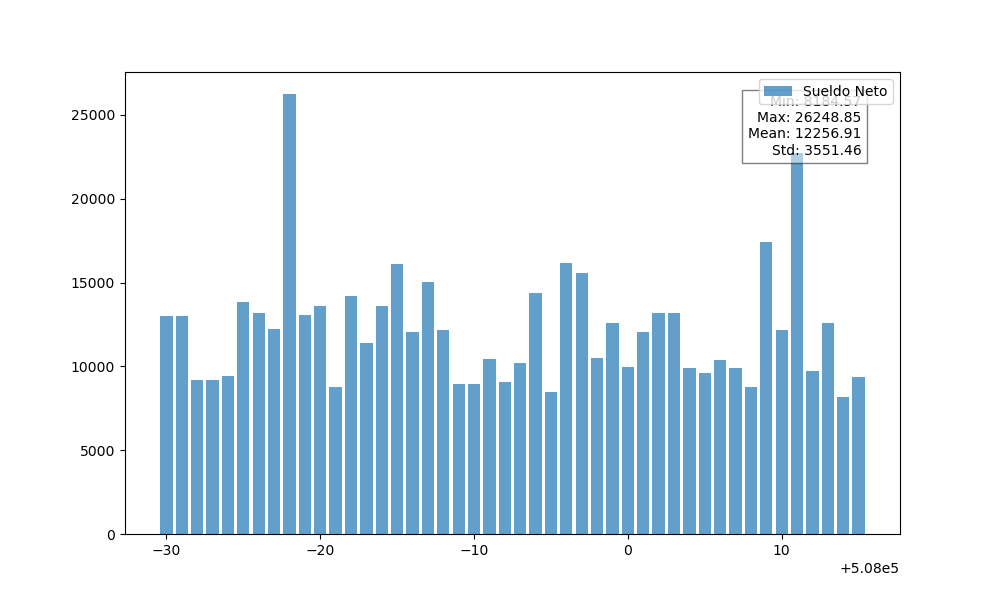 Sueldo Neto
Min: 8184.57
Max: 26248.85
Mean: 12256.91
Std: 3551.46
25000
20000
15000
10000
5000
0
−30
−20
−10
0
10
+5.08e5